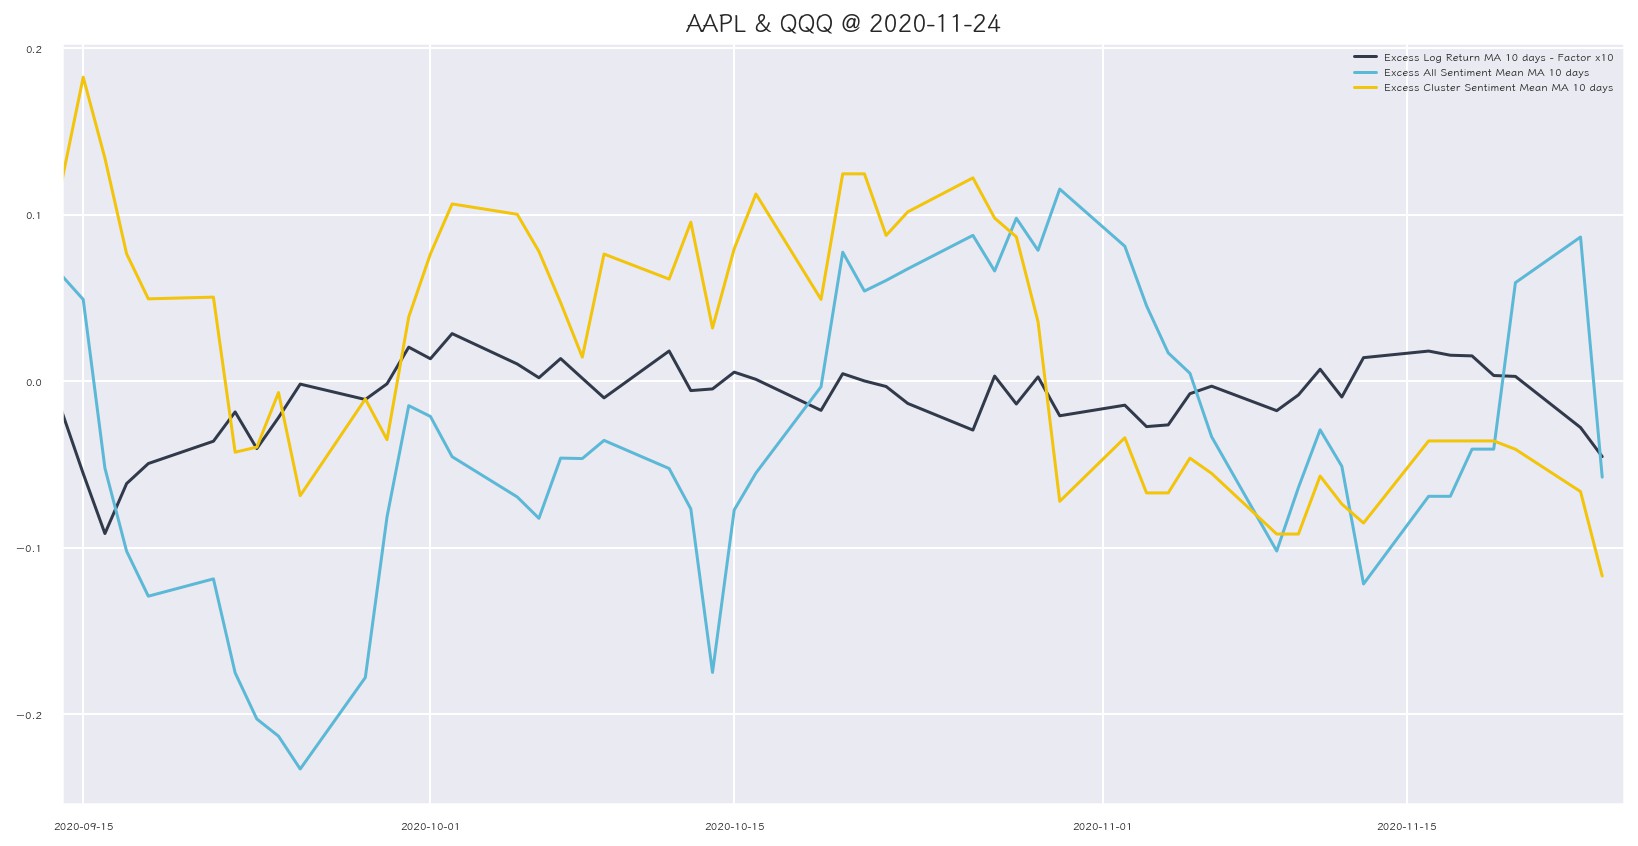 AAPL & QQQ @ 2020-11-24
Excess Log Return MA 10 days - Factor x10
Excess All Sentiment Mean MA 10 days
Excess Cluster Sentiment Mean MA 10 days
0.2
0.1
0.0
−0.1
−0.2
2020-09-15 2020-10-01 2020-10-15 2020-11-01 2020-11-15